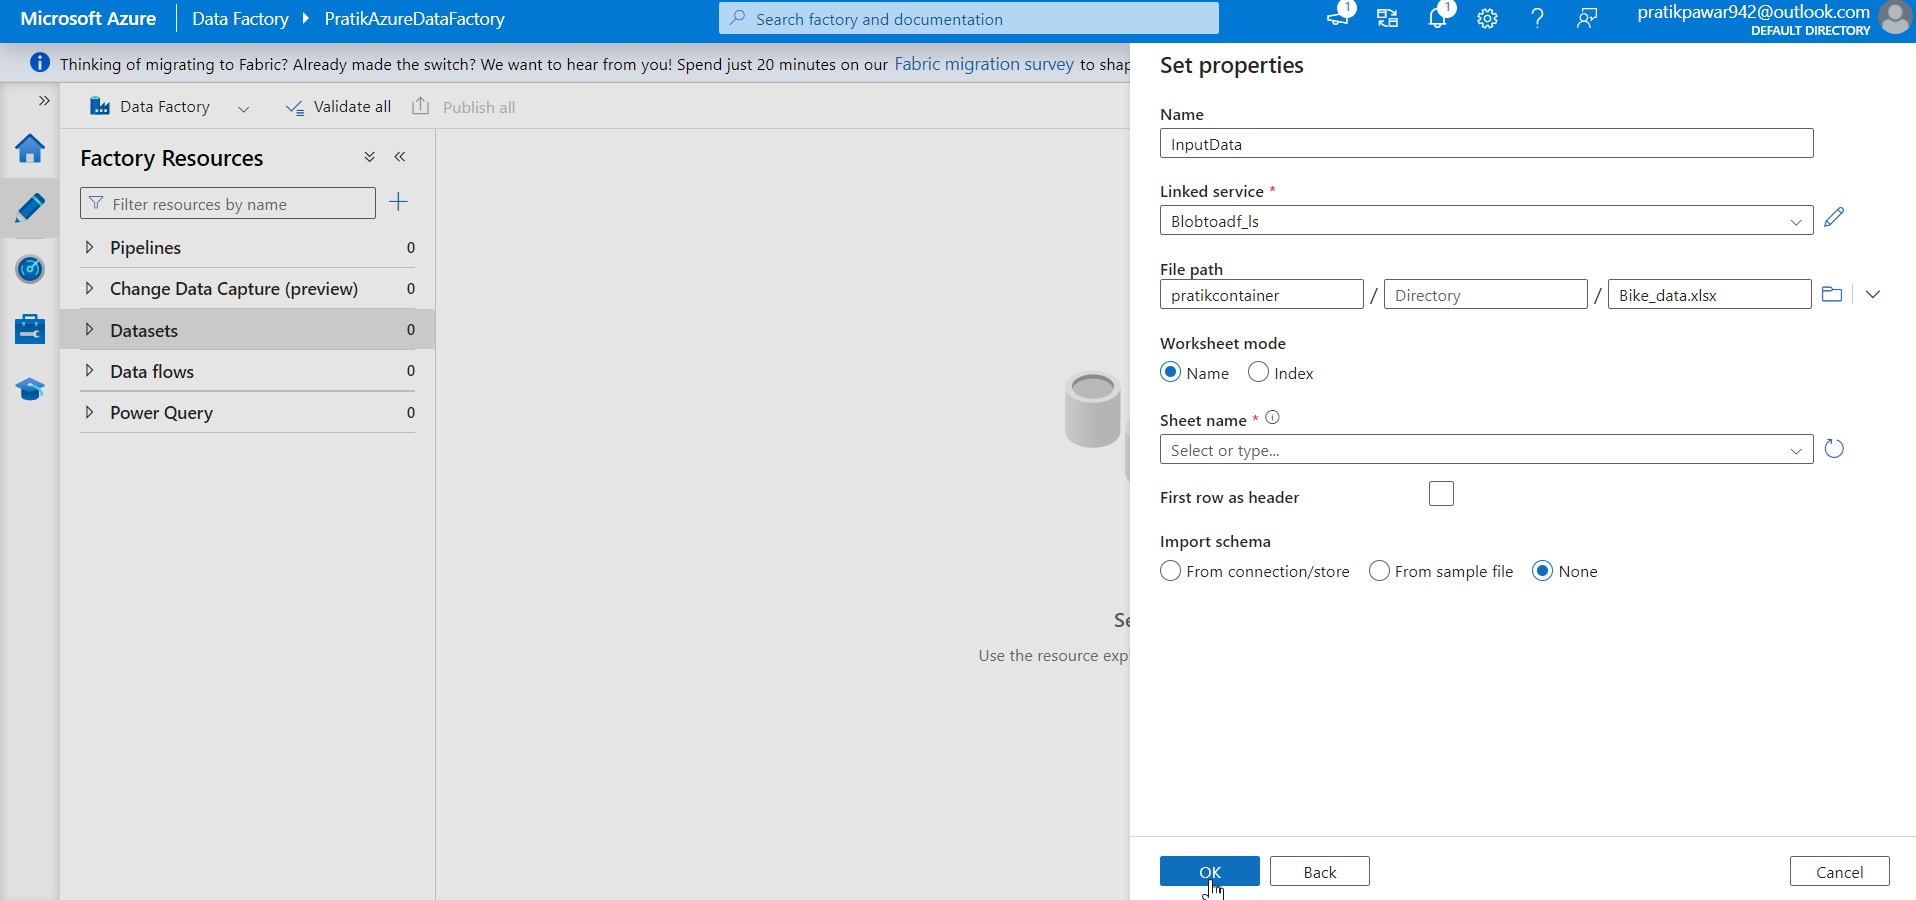 Microsoft Azure
Data Factory
PratikAzureDataFactory
Search factory and documentation
1
1
pratikpawar942@outlook.com
DEFAULT DIRECTORY
Thinking of migrating to Fabric? Already made the switch? We want to hear from you! Spend just 20 minutes on our Fabric migration survey to shap
Data Factory
Validate all
Publish all
Factory Resources
Filter resources by name
Pipelines 0
Change Data Capture (preview) 0
Datasets 0
Data flows 0
Power Query 0
Se
Use the resource exp
Set properties
Name
InputData
Linked service *
Blobtoadf_ls
File path
pratikcontainer / Directory / Bike_data.xlsx
Worksheet mode
Name Index
Sheet name *
Select or type...
First row as header
Import schema
From connection/store From sample file None
OK Back Cancel